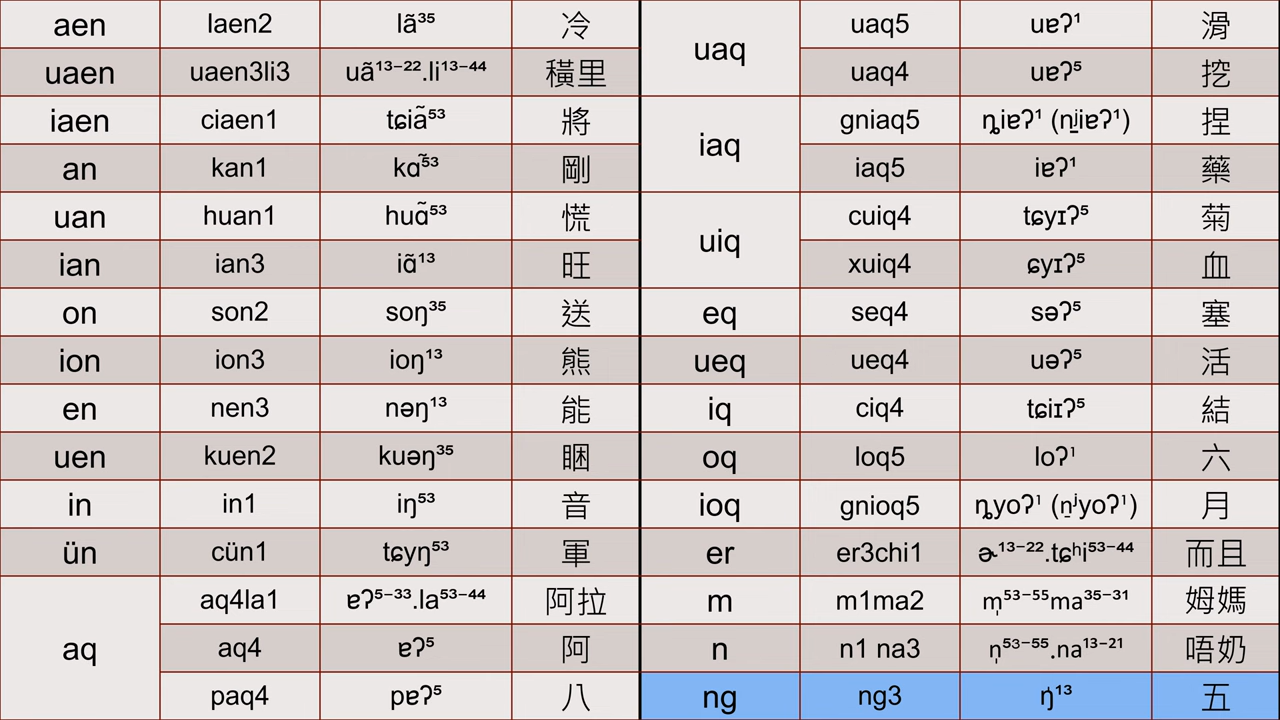 aen laen2 lã³⁵ 冷
uaen uaen3li3 uã¹³⁻²².li¹³⁻⁴⁴ 穬里
iaen ciaen1 tɕiã⁵³ 將
an kan1 kɑ̃⁵³ 剛
uan huan1 huɑ̃⁵³ 慌
ian ian3 iɑ̃¹³ 旺
on son2 soŋ³⁵ 送
ion ion3 ioŋ¹³ 熊
en nen3 nəŋ¹³ 能
uen kuen2 kuəŋ³⁵ 睏
in in1 iŋ⁵³ 音
ün cün1 tɕyŋ⁵³ 軍
aq aq4la1 ɐʔ⁵⁻³³.la⁵³⁻⁴⁴ 阿拉
aq4 ɐʔ⁵ 阿
paq4 pɐʔ⁵ 八
uaq uaq5 uɐʔ¹ 滑
uaq4 uɐʔ⁵ 挖
iaq gniaq5 ȵiɐʔ¹ (n̠ʲiɐʔ¹) 捏
iaq5 iɐʔ¹ 藥
uiq cuiq4 tɕyɪʔ⁵ 菊
xuiq4 ɕyɪʔ⁵ 血
eq seq4 səʔ⁵ 塞
ueq ueq4 uəʔ⁵ 活
iq ciq4 tɕiɪʔ⁵ 結
oq loq5 loʔ¹ 六
ioq gnioq5 ȵyoʔ¹ (n̠ʲyoʔ¹) 月
er er3chi1 ɚ¹³⁻²².tɕʰi⁵³⁻⁴⁴ 而且
m m1ma2 m̩⁵³⁻⁵⁵ma³⁵⁻³¹ 姆媽
n n1 na3 n̩⁵³⁻⁵⁵.na¹³⁻²¹ 唔奶
ng ng3 ŋ̍¹³ 五